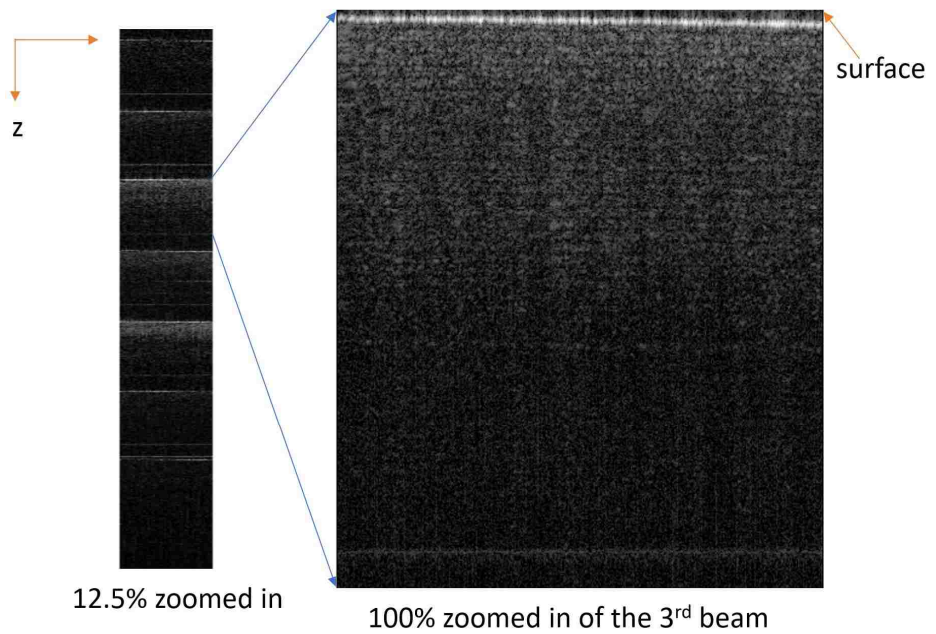 surface
z
12.5% zoomed in
100% zoomed in of the 3rd beam